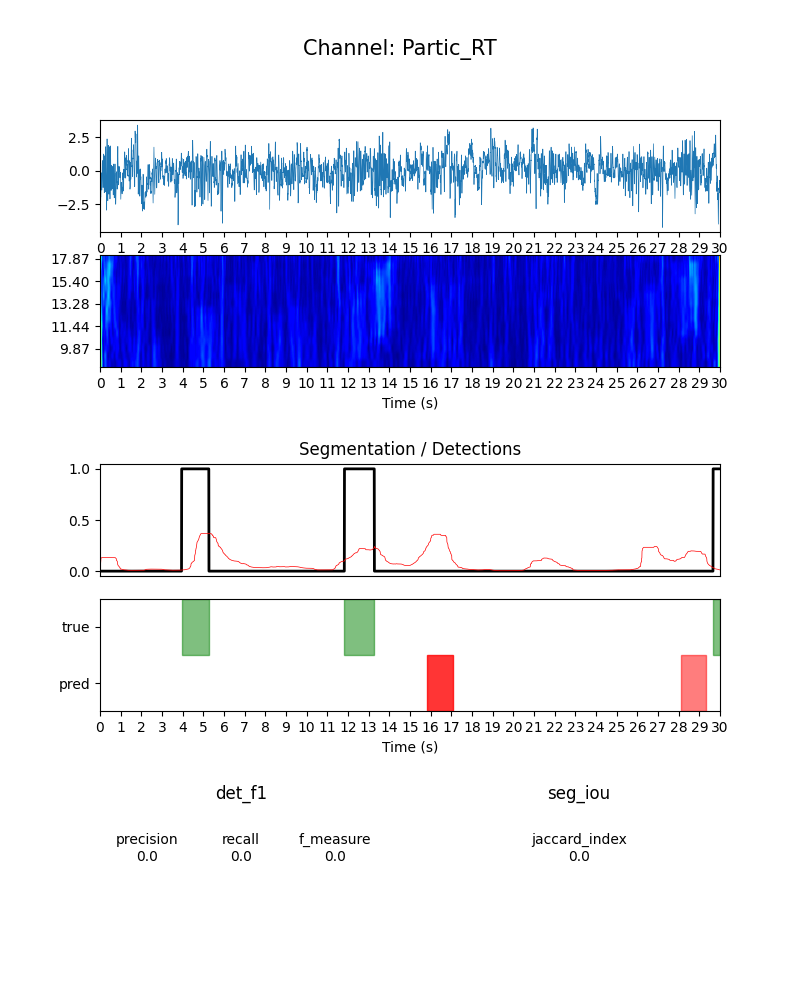 Channel: Partic_RT
2.5
0.0
−2.5
0 1 2 3 4 5 6 7 8 9 10 11 12 13 14 15 16 17 18 19 20 21 22 23 24 25 26 27 28 29 30
17.87
15.40
13.28
11.44
9.87
0 1 2 3 4 5 6 7 8 9 10 11 12 13 14 15 16 17 18 19 20 21 22 23 24 25 26 27 28 29 30
Time (s)
Segmentation / Detections
1.0
0.5
0.0
true
pred
0 1 2 3 4 5 6 7 8 9 10 11 12 13 14 15 16 17 18 19 20 21 22 23 24 25 26 27 28 29 30
Time (s)
det_f1 seg_iou
precision recall f_measure jaccard_index
0.0 0.0 0.0 0.0